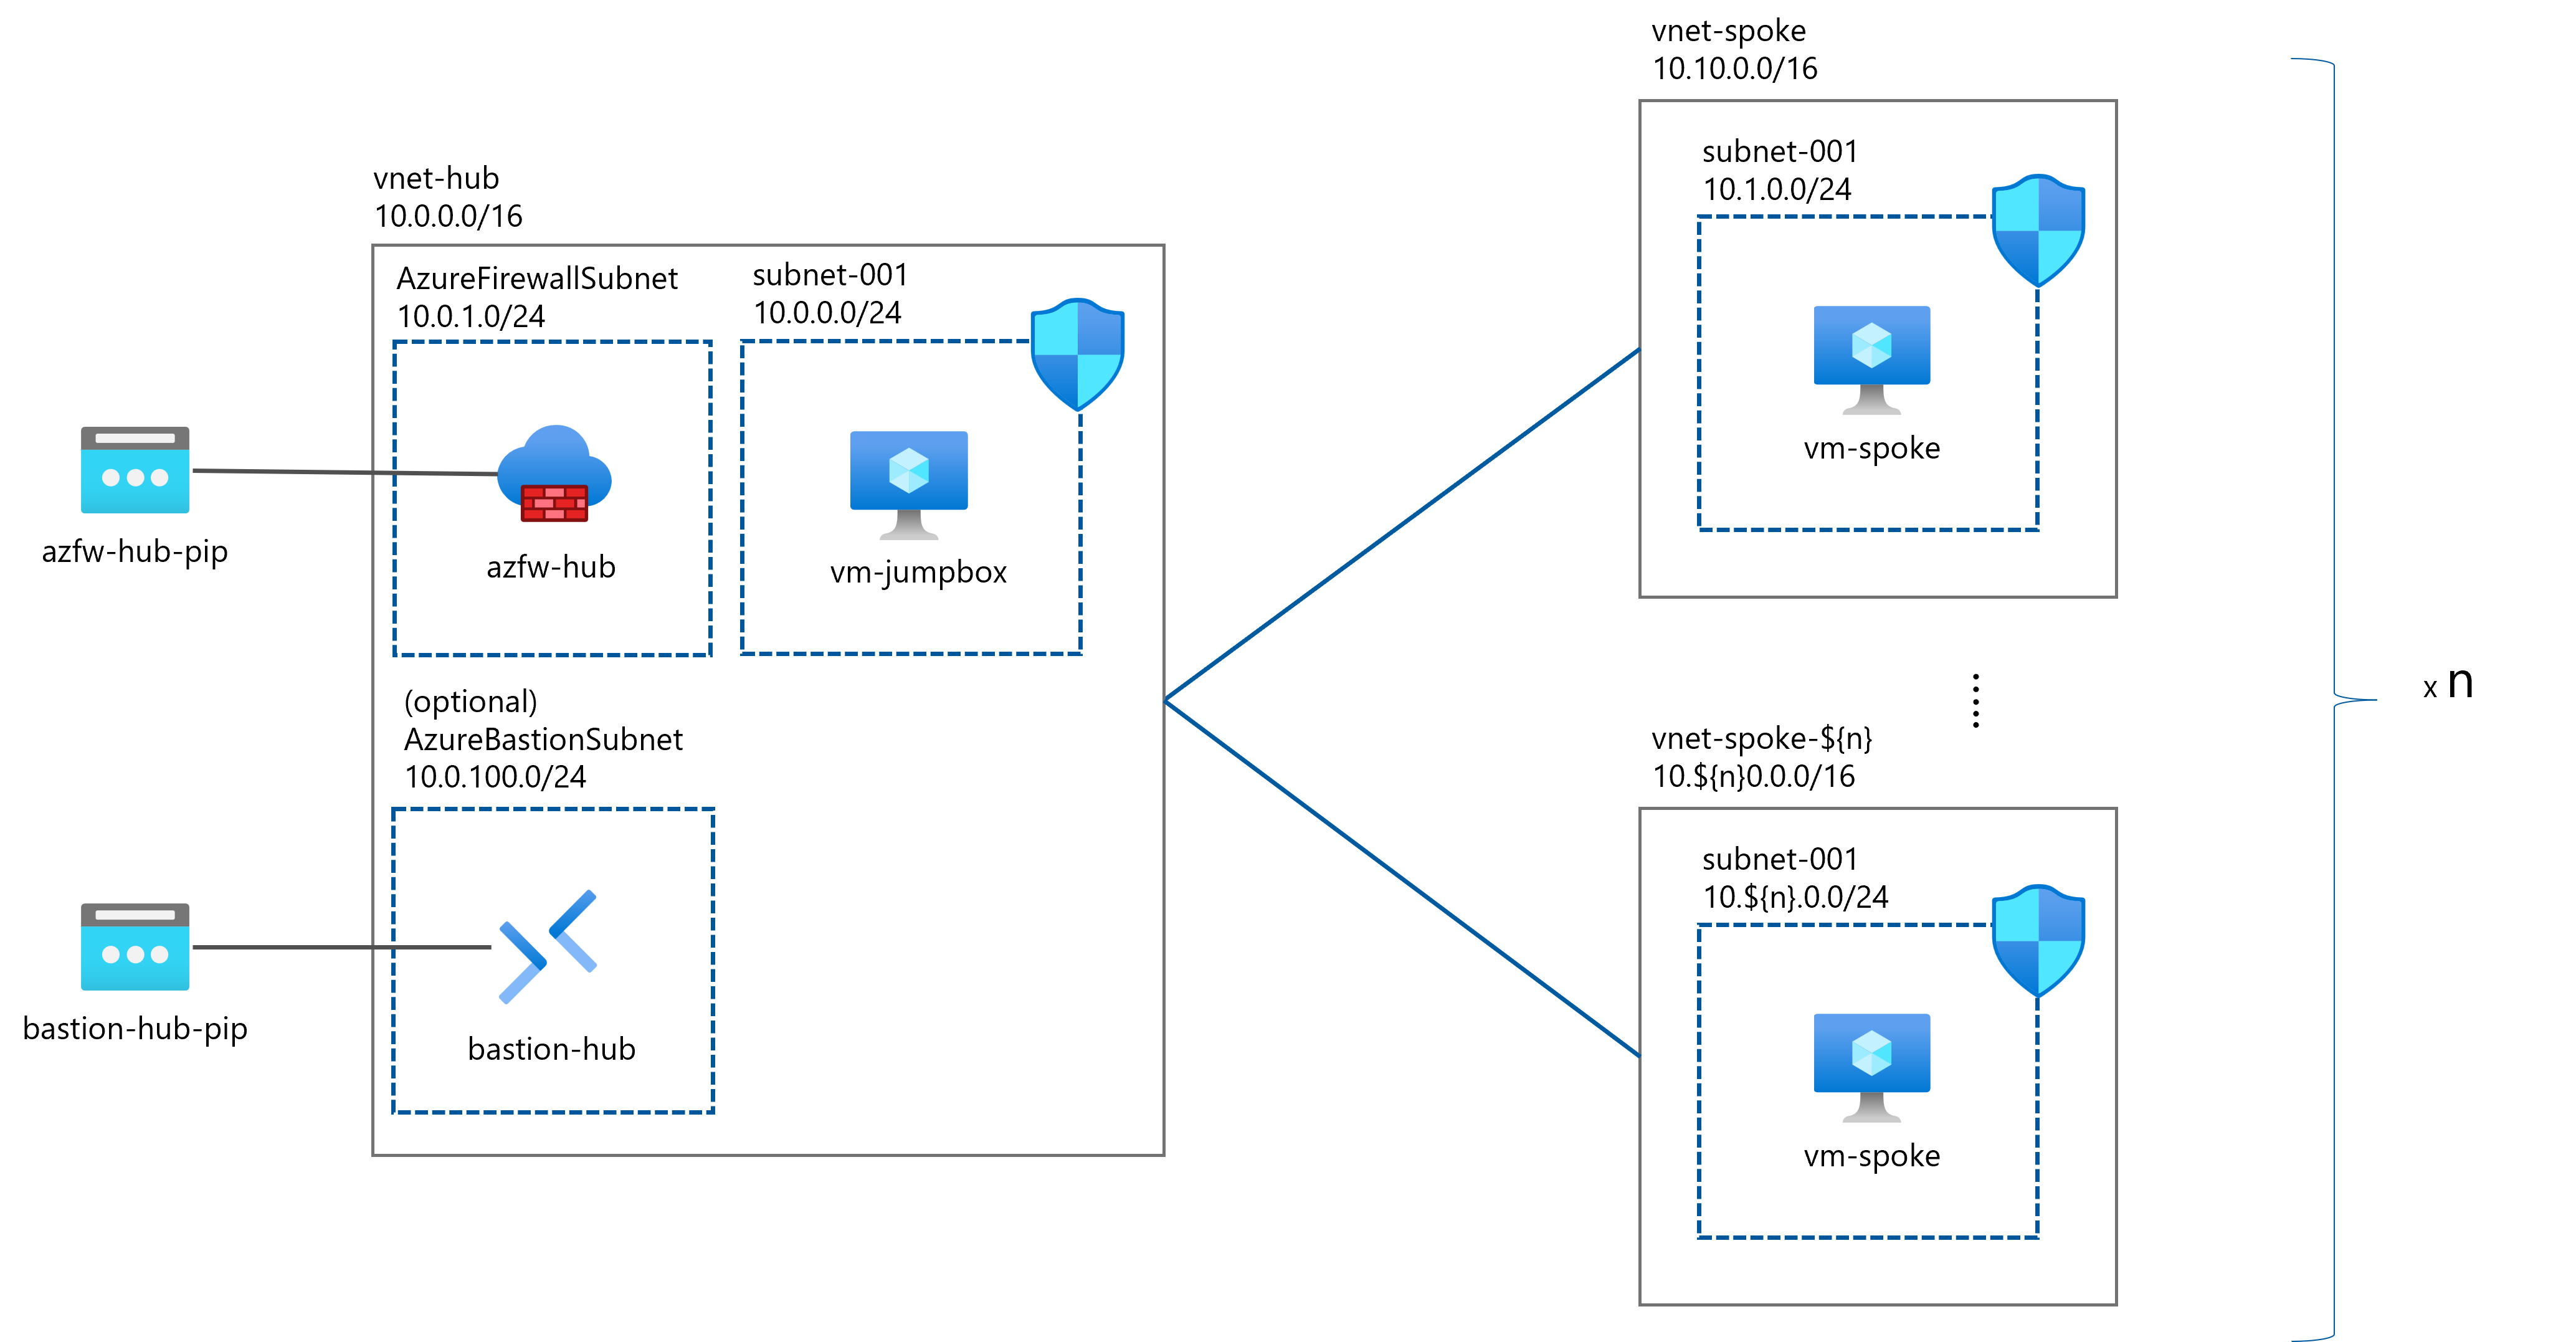 vnet-hub
10.0.0.0/16
AzureFirewallSubnet
10.0.1.0/24
azfw-hub
subnet-001
10.0.0.0/24
vm-jumpbox
azfw-hub-pip
(optional)
AzureBastionSubnet
10.0.100.0/24
bastion-hub
bastion-hub-pip
vnet-spoke
10.10.0.0/16
subnet-001
10.1.0.0/24
vm-spoke
vnet-spoke-${n}
10.${n}0.0.0/16
subnet-001
10.${n}.0.0/24
vm-spoke
x n